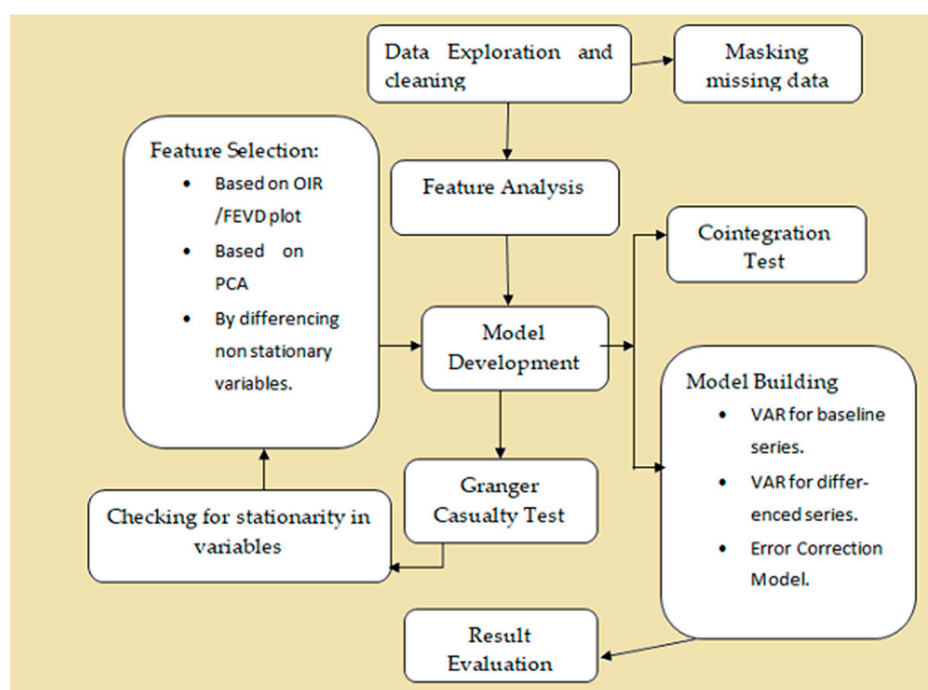 Data Exploration and
cleaning
Masking
missing data
Feature Selection:
• Based on OIR
/FEVD plot
• Based on
PCA
• By differencing
non stationary
variables.
Feature Analysis
Cointegration
Test
Model
Development
Model Building
• VAR for baseline
series.
• VAR for differ-
enced series.
• Error Correction
Model.
Granger
Casualty Test
Checking for stationarity in
variables
Result
Evaluation